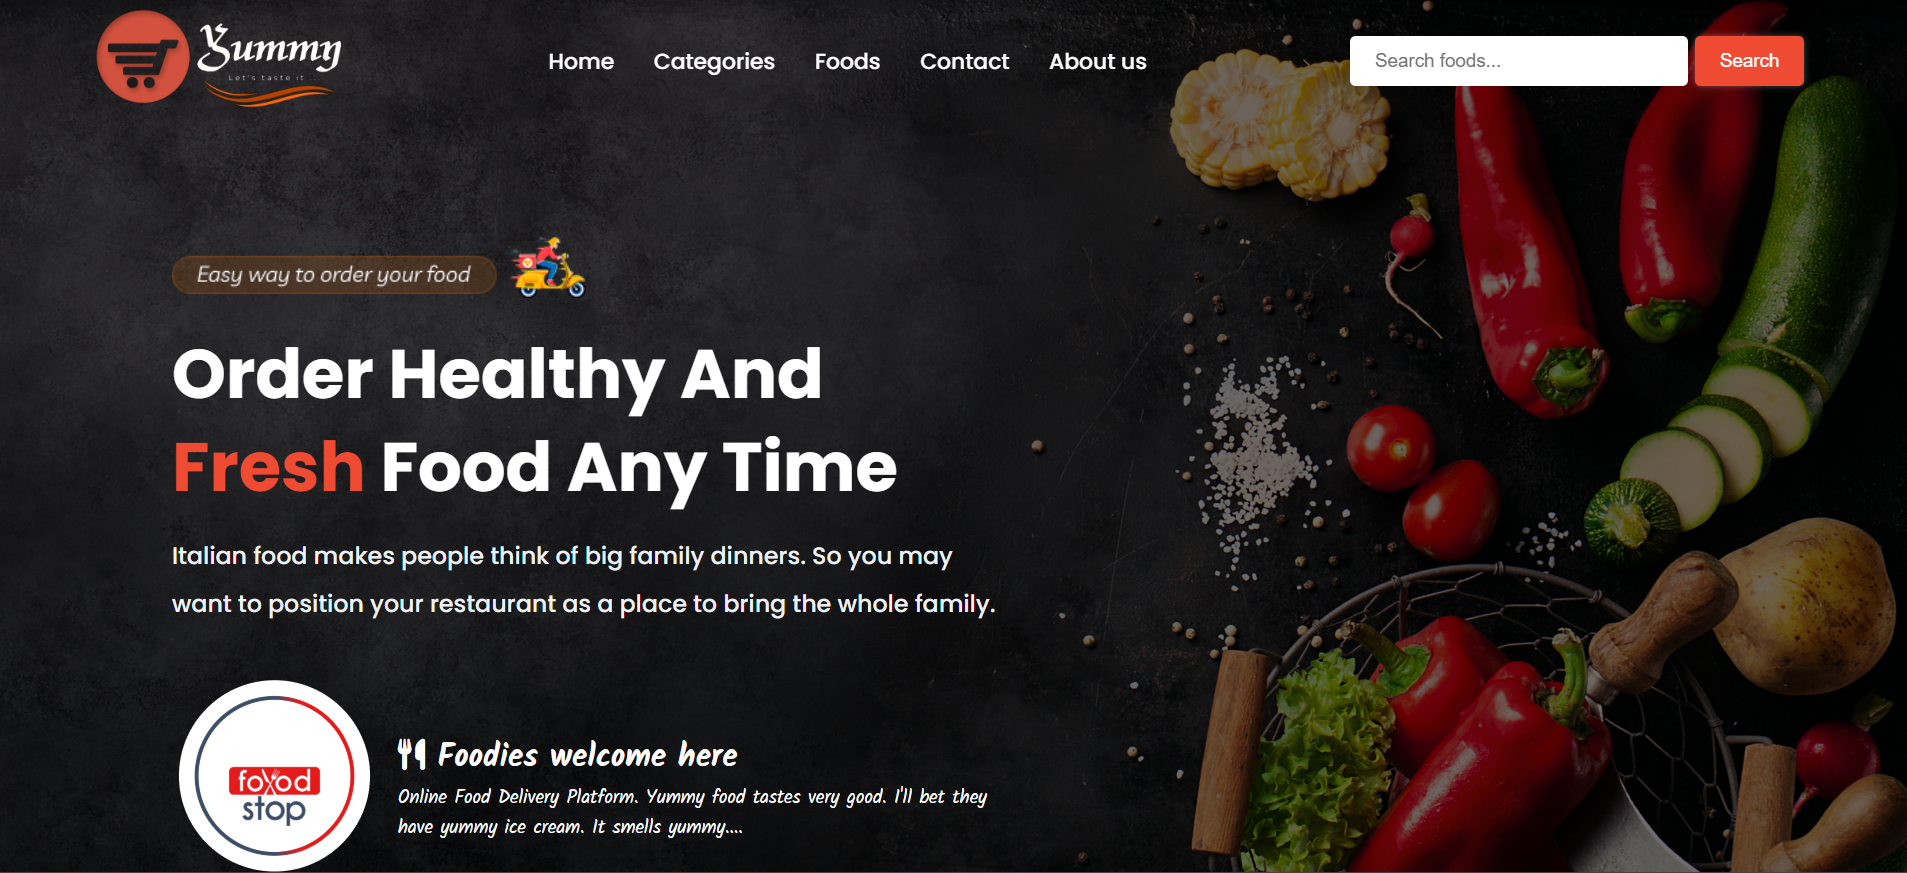 Yummy
Let's taste it
Home Categories Foods Contact About us
Search foods... Search
Easy way to order your food
Order Healthy And
Fresh Food Any Time
Italian food makes people think of big family dinners. So you may
want to position your restaurant as a place to bring the whole family.
food
stop
Foodies welcome here
Online Food Delivery Platform. Yummy food tastes very good. I'll bet they
have yummy ice cream. It smells yummy....